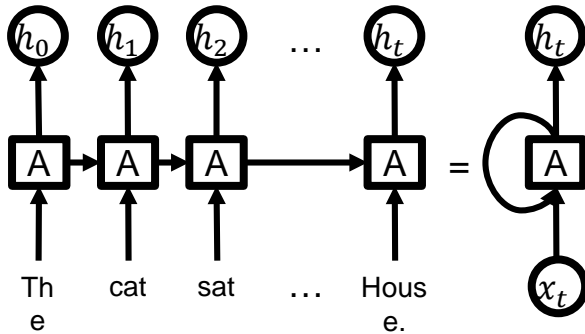 h₀ h₁ h₂ … hₜ hₜ
A A A A = A
Th cat sat … Hous xₜ
e e.